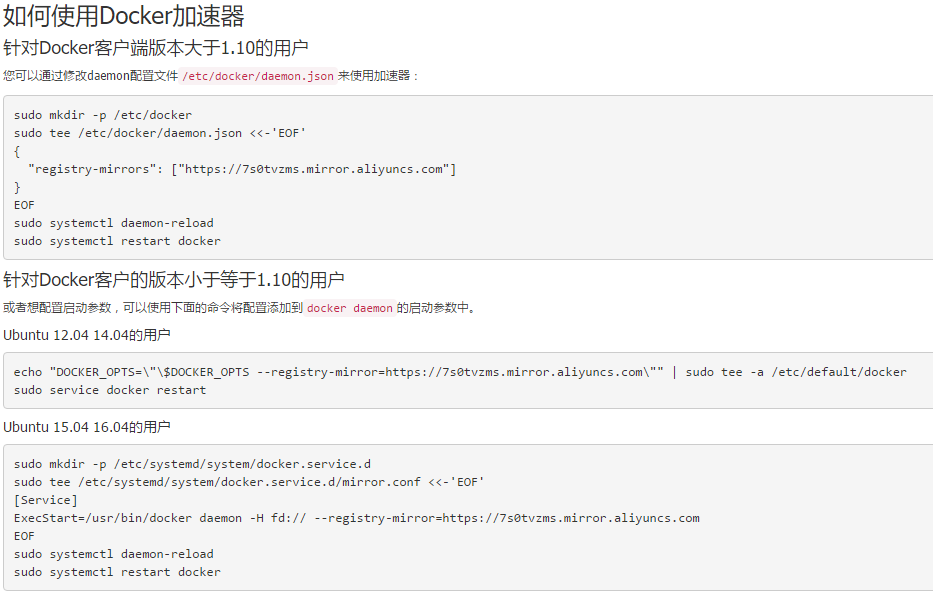 如何使用Docker加速器
针对Docker客户端版本大于1.10的用户
您可以通过修改daemon配置文件 /etc/docker/daemon.json 来使用加速器：
sudo mkdir -p /etc/docker
sudo tee /etc/docker/daemon.json <<-'EOF'
{
  "registry-mirrors": ["https://7s0tvzms.mirror.aliyuncs.com"]
}
EOF
sudo systemctl daemon-reload
sudo systemctl restart docker
针对Docker客户的版本小于等于1.10的用户
或者想配置启动参数，可以使用下面的命令将配置添加到 docker daemon 的启动参数中。
Ubuntu 12.04 14.04的用户
echo "DOCKER_OPTS=\"\$DOCKER_OPTS --registry-mirror=https://7s0tvzms.mirror.aliyuncs.com\"" | sudo tee -a /etc/default/docker
sudo service docker restart
Ubuntu 15.04 16.04的用户
sudo mkdir -p /etc/systemd/system/docker.service.d
sudo tee /etc/systemd/system/docker.service.d/mirror.conf <<-'EOF'
[Service]
ExecStart=/usr/bin/docker daemon -H fd:// --registry-mirror=https://7s0tvzms.mirror.aliyuncs.com
EOF
sudo systemctl daemon-reload
sudo systemctl restart docker